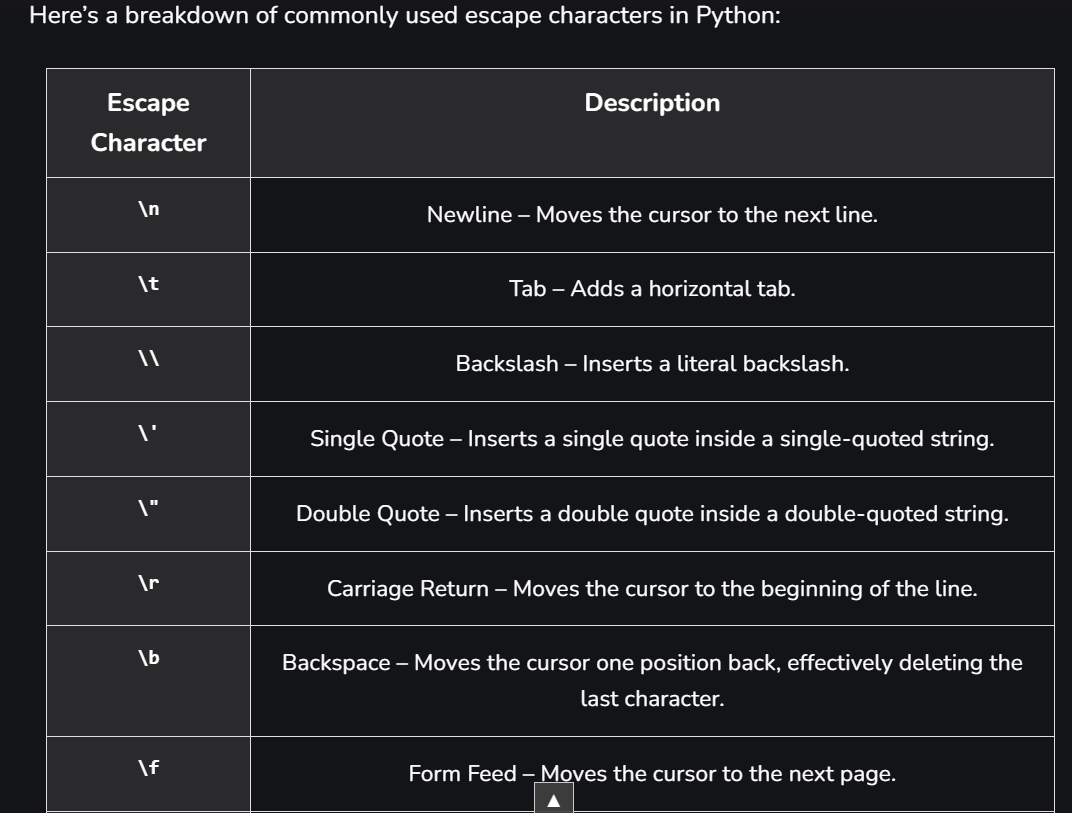 Here’s a breakdown of commonly used escape characters in Python:
Escape
Character
Description
\n
Newline – Moves the cursor to the next line.
\t
Tab – Adds a horizontal tab.
\\
Backslash – Inserts a literal backslash.
\'
Single Quote – Inserts a single quote inside a single-quoted string.
\"
Double Quote – Inserts a double quote inside a double-quoted string.
\r
Carriage Return – Moves the cursor to the beginning of the line.
\b
Backspace – Moves the cursor one position back, effectively deleting the
last character.
\f
Form Feed – Moves the cursor to the next page.